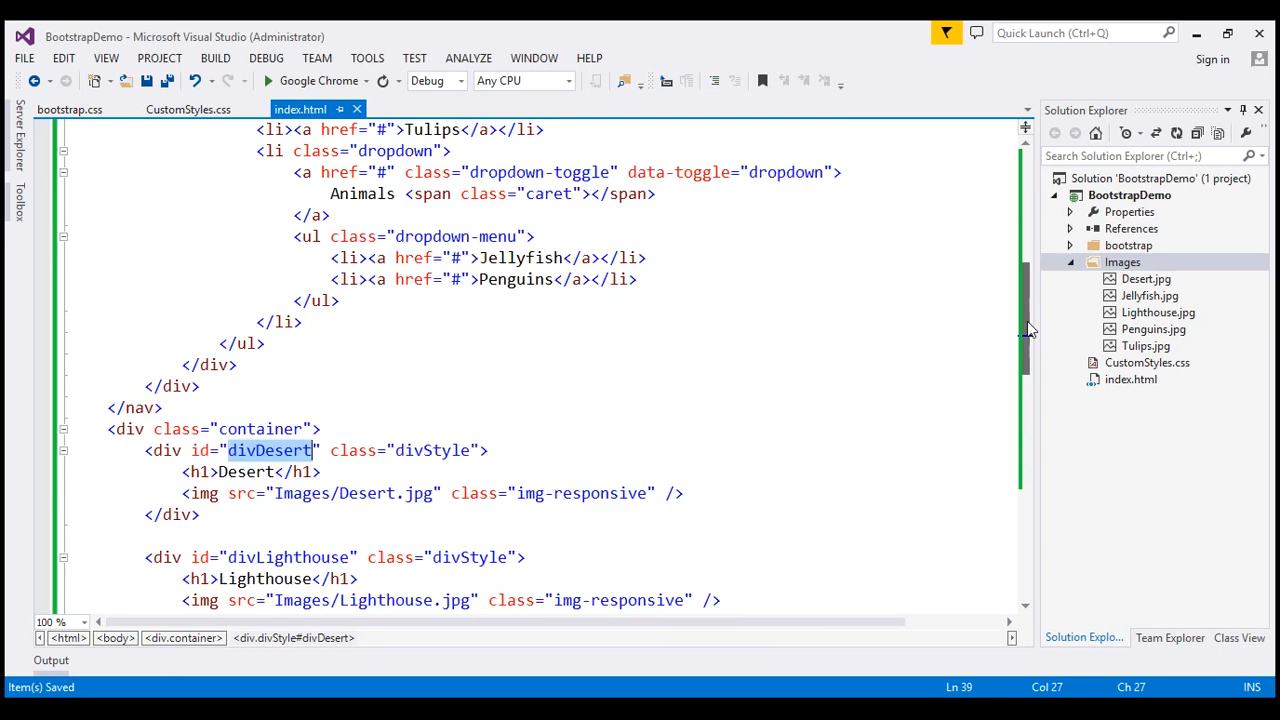 BootstrapDemo - Microsoft Visual Studio (Administrator)
Quick Launch (Ctrl+Q)
FILE EDIT VIEW PROJECT BUILD DEBUG TEAM TOOLS TEST ANALYZE WINDOW HELP
Sign in
Google Chrome Debug Any CPU
bootstrap.css CustomStyles.css index.html
Server Explorer
Toolbox
<li><a href="#">Tulips</a></li>
<li class="dropdown">
<a href="#" class="dropdown-toggle" data-toggle="dropdown">
Animals <span class="caret"></span>
</a>
<ul class="dropdown-menu">
<li><a href="#">Jellyfish</a></li>
<li><a href="#">Penguins</a></li>
</ul>
</li>
</ul>
</div>
</div>
</nav>
<div class="container">
<div id="divDesert" class="divStyle">
<h1>Desert</h1>
<img src="Images/Desert.jpg" class="img-responsive" />
</div>
<div id="divLighthouse" class="divStyle">
<h1>Lighthouse</h1>
<img src="Images/Lighthouse.jpg" class="img-responsive" />
100 %
<html> <body> <div.container> <div.divStyle#divDesert>
Output
Solution Explorer
Search Solution Explorer (Ctrl+;)
Solution 'BootstrapDemo' (1 project)
BootstrapDemo
Properties
References
bootstrap
Images
Desert.jpg
Jellyfish.jpg
Lighthouse.jpg
Penguins.jpg
Tulips.jpg
CustomStyles.css
index.html
Solution Explo... Team Explorer Class View
Item(s) Saved Ln 39 Col 27 Ch 27 INS